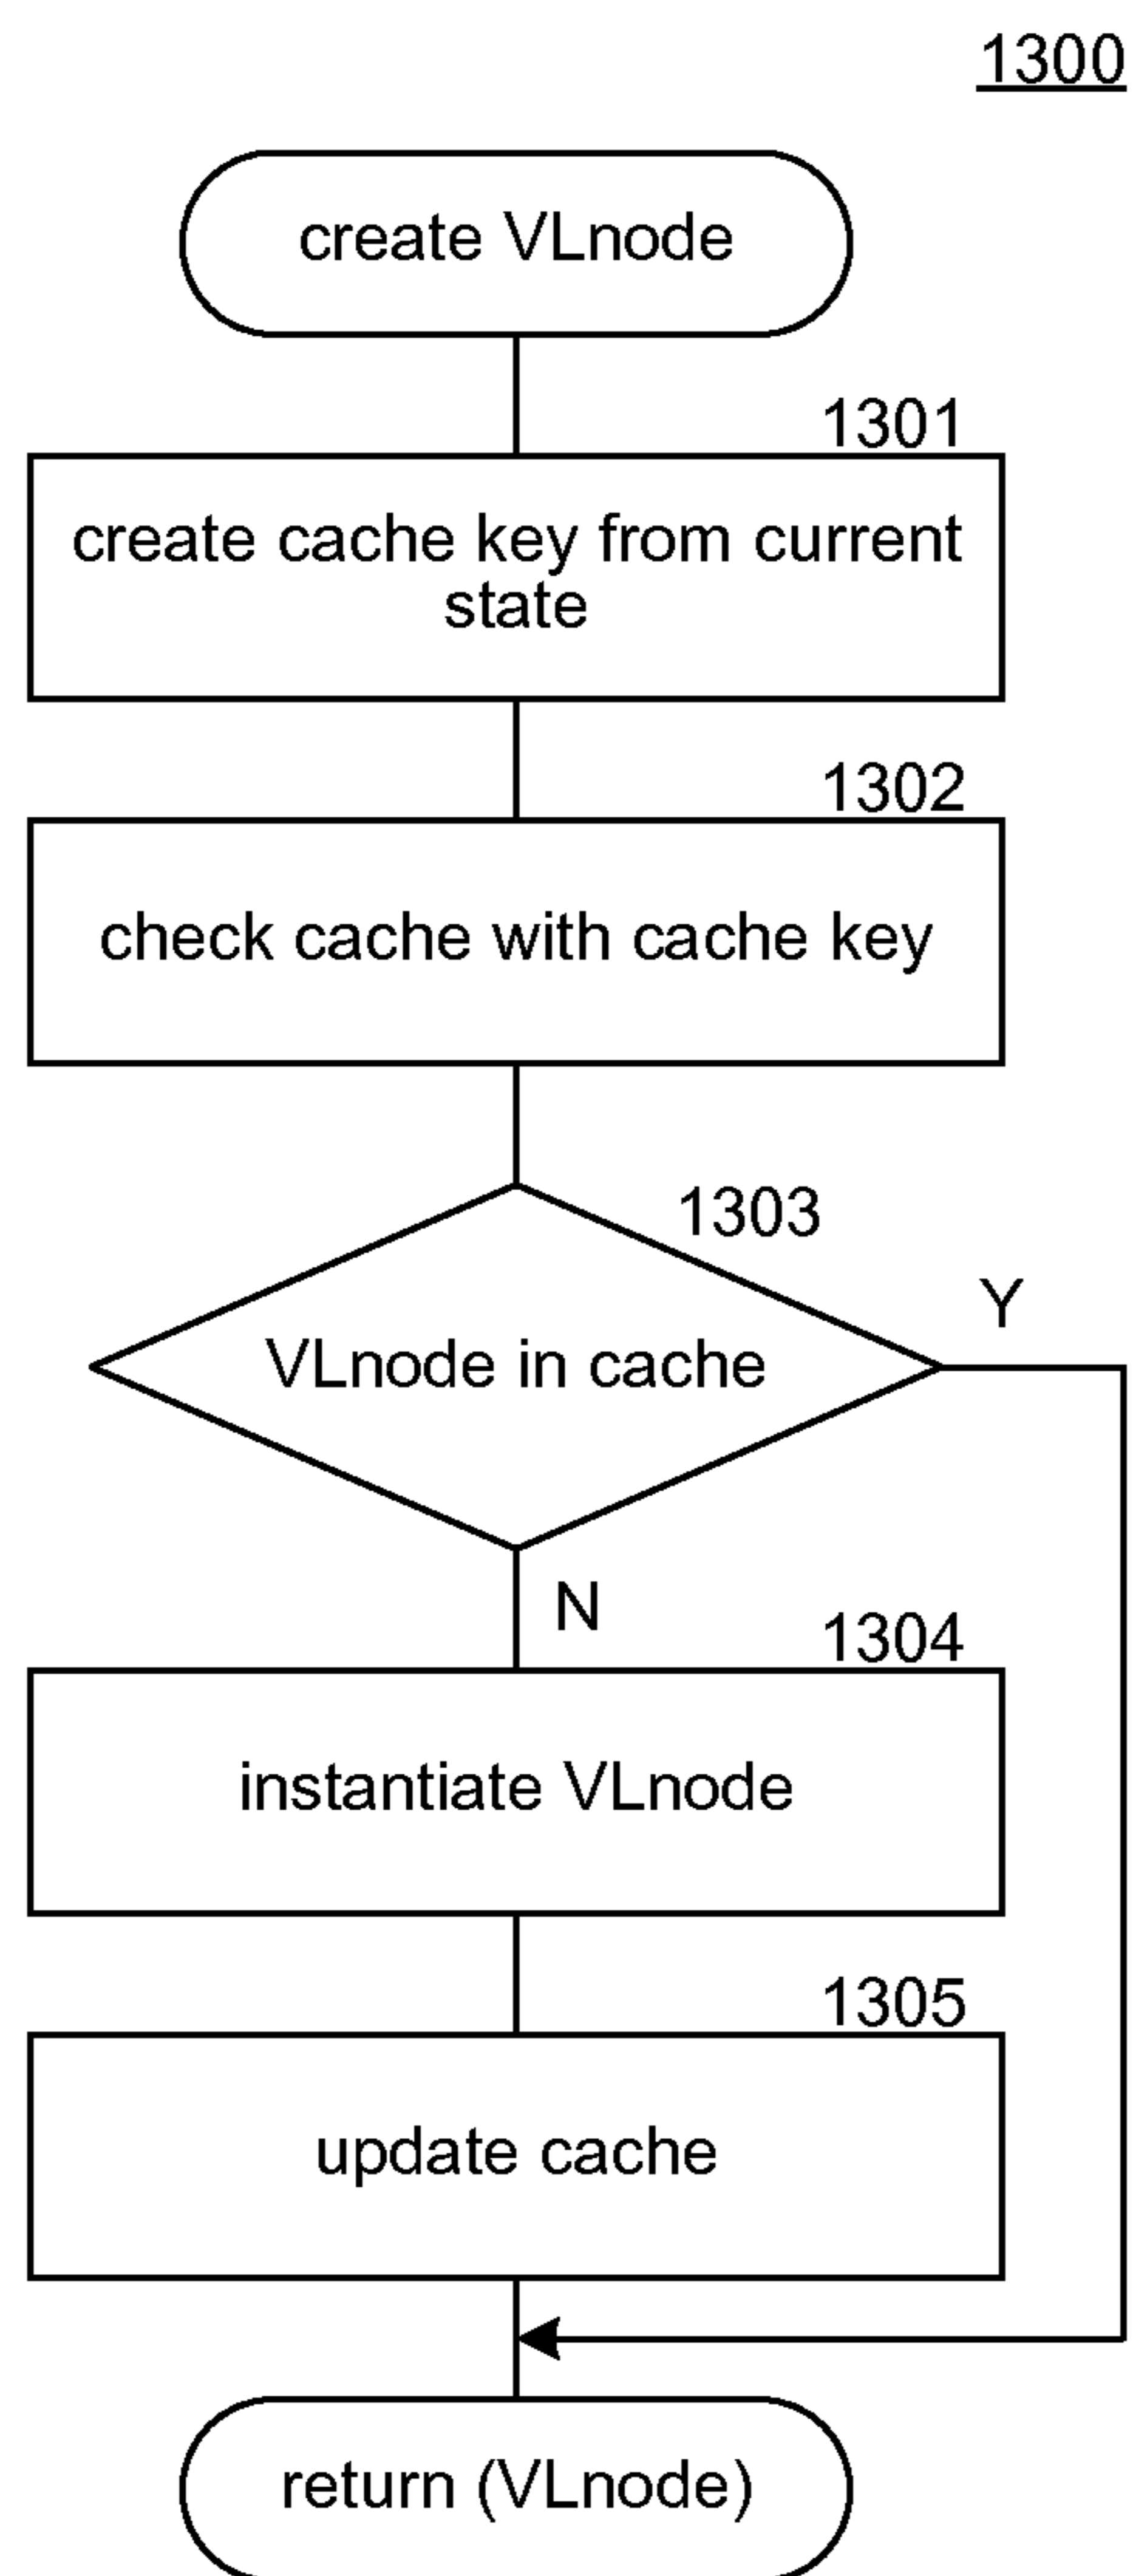 1300
create VLnode
1301
create cache key from current
state
1302
check cache with cache key
1303
Y
VLnode in cache
N
1304
instantiate VLnode
1305
update cache
return (VLnode)